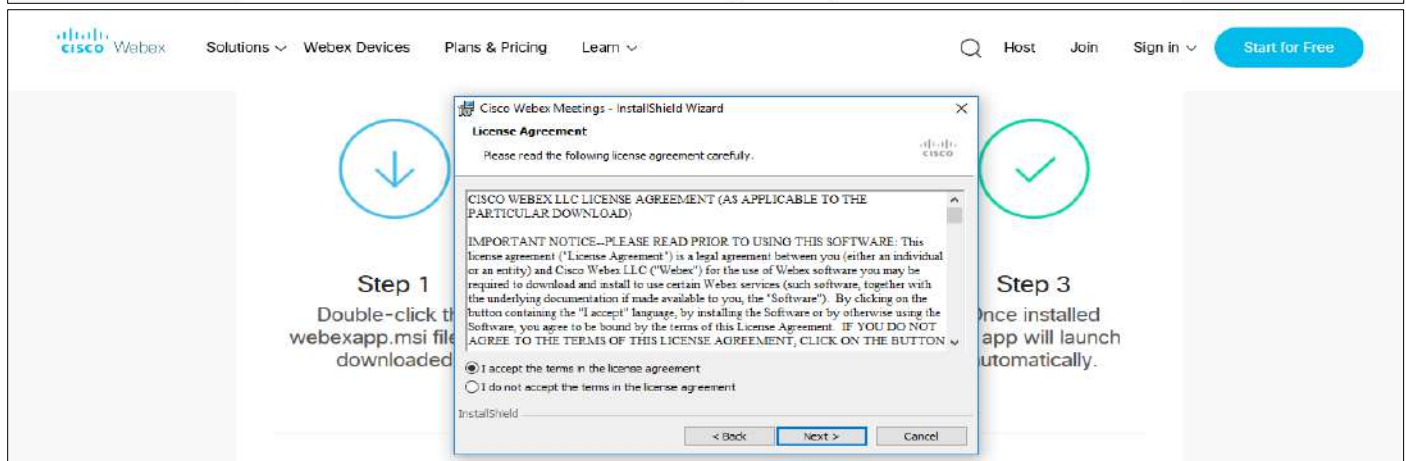 cisco Webex Solutions Webex Devices Plans & Pricing Learn Host Join Sign in Start for Free
Cisco Webex Meetings - InstallShield Wizard
License Agreement
Please read the following license agreement carefully.
cisco
CISCO WEBEX LLC LICENSE AGREEMENT (AS APPLICABLE TO THE
PARTICULAR DOWNLOAD)
IMPORTANT NOTICE--PLEASE READ PRIOR TO USING THIS SOFTWARE: This
license agreement ("License Agreement") is a legal agreement between you (either an individual
or an entity) and Cisco Webex LLC ("Webex") for the use of Webex software you may be
required to download and install to use certain Webex services (such software, together with
the underlying documentation if made available to you, the "Software"). By clicking on the
button containing the "I accept" language, by installing the Software or by otherwise using the
Software, you agree to be bound by the terms of this License Agreement. IF YOU DO NOT
AGREE TO THE TERMS OF THIS LICENSE AGREEMENT, CLICK ON THE BUTTON
I accept the terms in the license agreement
I do not accept the terms in the license agreement
InstallShield
< Back Next > Cancel
Step 1
Double-click
webexapp.msi
downloaded
Step 3
installed
app will launch
automatically.